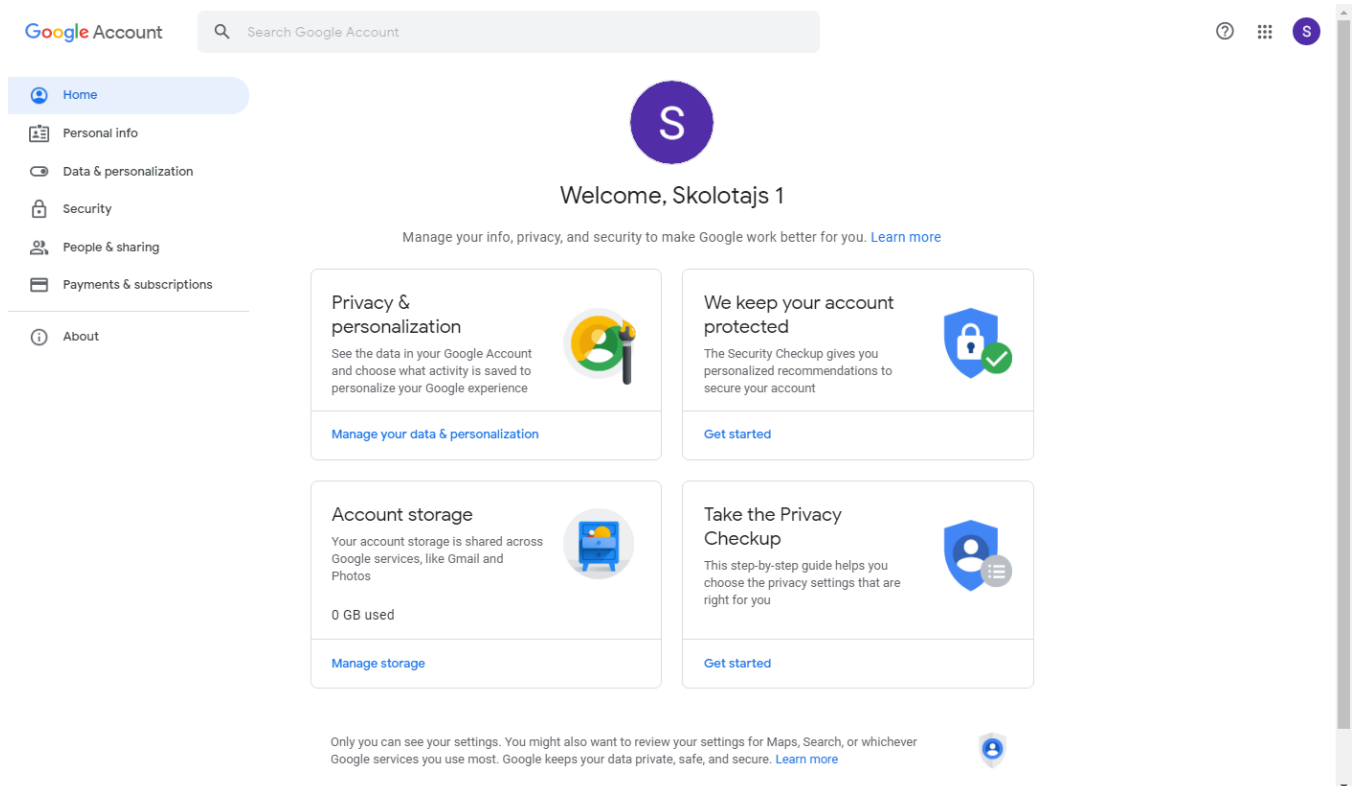 Google Account
Search Google Account
S
Home
Personal info
Data & personalization
Security
People & sharing
Payments & subscriptions
About
S
Welcome, Skolotajs 1
Manage your info, privacy, and security to make Google work better for you. Learn more
Privacy &
personalization
See the data in your Google Account
and choose what activity is saved to
personalize your Google experience
Manage your data & personalization
We keep your account
protected
The Security Checkup gives you
personalized recommendations to
secure your account
Get started
Account storage
Your account storage is shared across
Google services, like Gmail and
Photos
0 GB used
Manage storage
Take the Privacy
Checkup
This step-by-step guide helps you
choose the privacy settings that are
right for you
Get started
Only you can see your settings. You might also want to review your settings for Maps, Search, or whichever
Google services you use most. Google keeps your data private, safe, and secure. Learn more